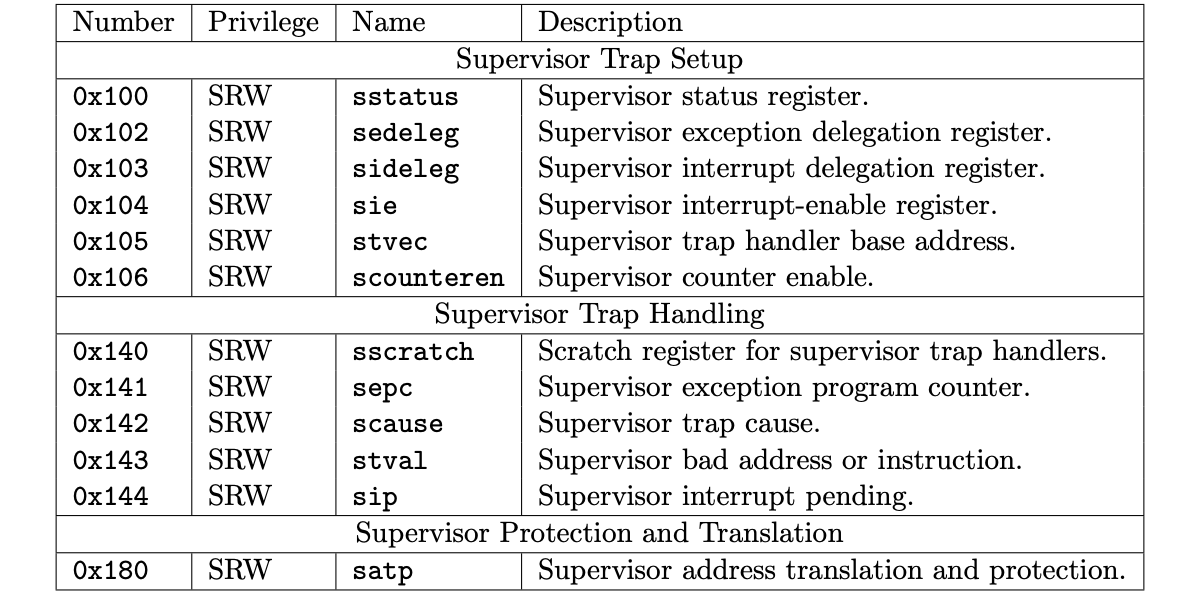 Number Privilege Name Description
Supervisor Trap Setup
0x100 SRW sstatus Supervisor status register.
0x102 SRW sedeleg Supervisor exception delegation register.
0x103 SRW sideleg Supervisor interrupt delegation register.
0x104 SRW sie Supervisor interrupt-enable register.
0x105 SRW stvec Supervisor trap handler base address.
0x106 SRW scounteren Supervisor counter enable.
Supervisor Trap Handling
0x140 SRW sscratch Scratch register for supervisor trap handlers.
0x141 SRW sepc Supervisor exception program counter.
0x142 SRW scause Supervisor trap cause.
0x143 SRW stval Supervisor bad address or instruction.
0x144 SRW sip Supervisor interrupt pending.
Supervisor Protection and Translation
0x180 SRW satp Supervisor address translation and protection.